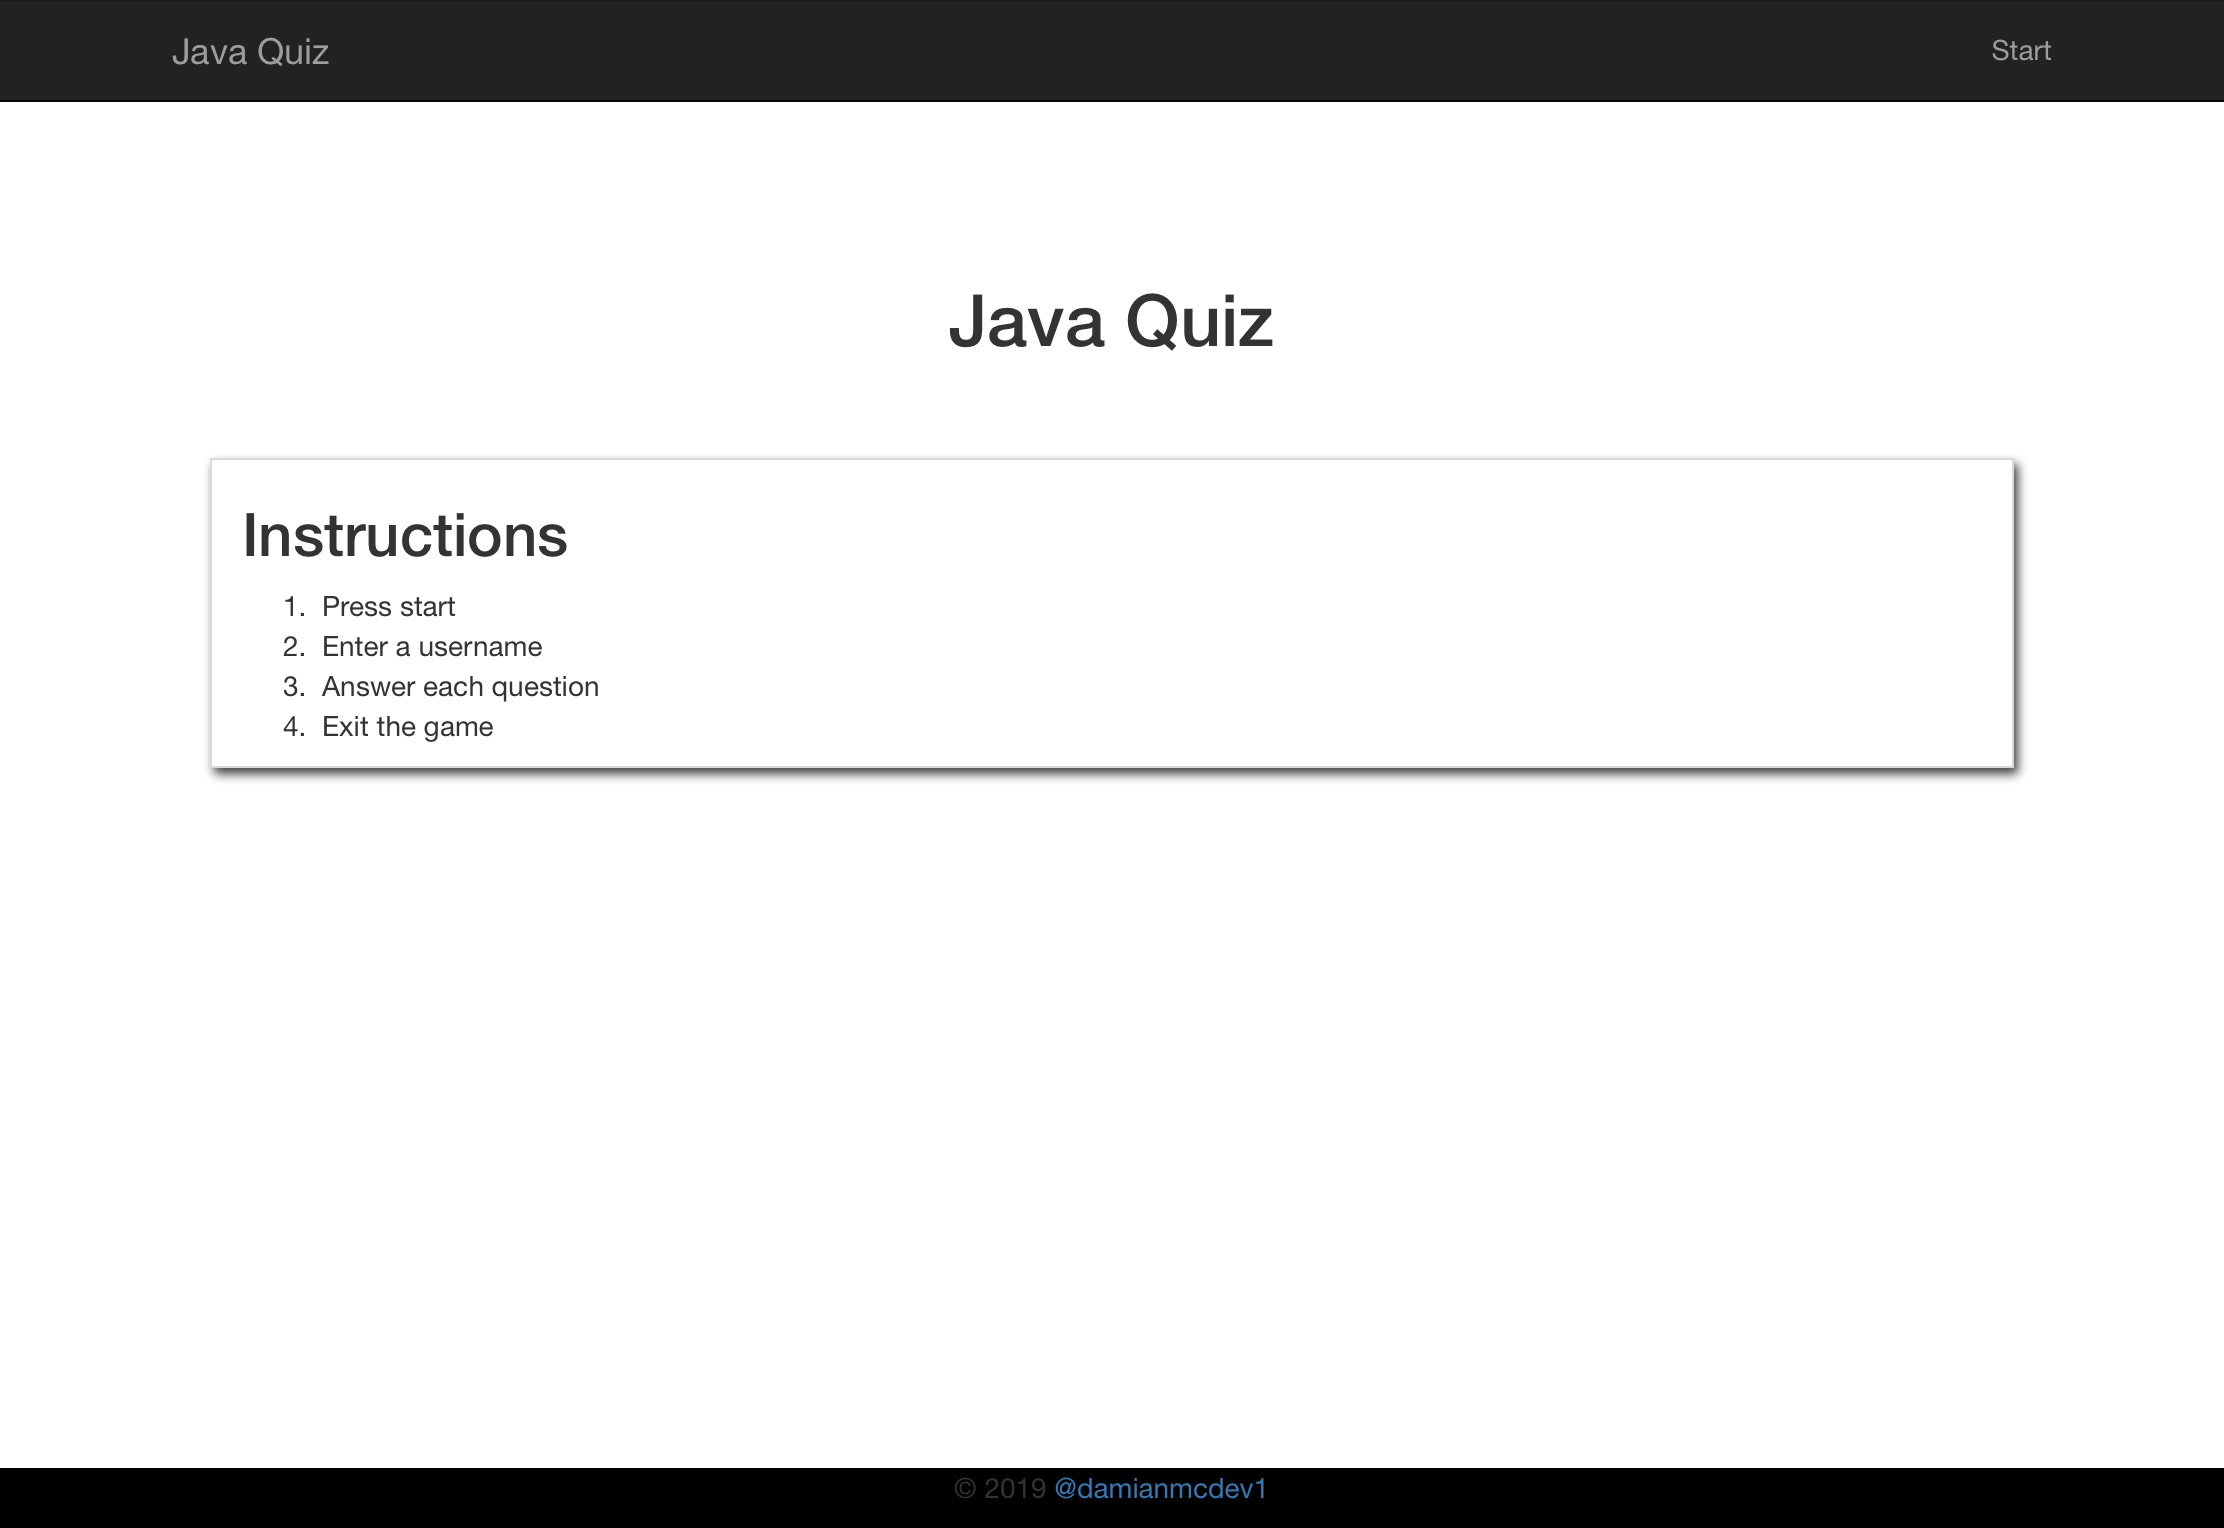 Java Quiz
Start
Java Quiz
Instructions
1. Press start
2. Enter a username
3. Answer each question
4. Exit the game
© 2019 @damianmcdev1